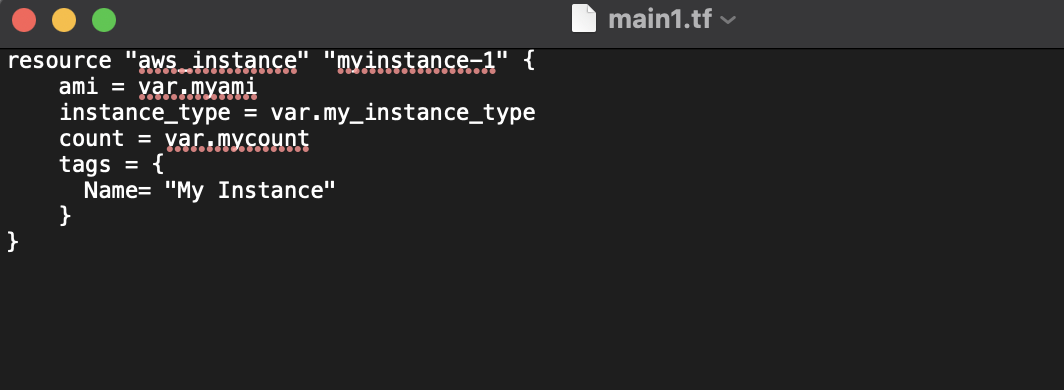 main1.tf
resource "aws_instance" "myinstance-1" {
    ami = var.myami
    instance_type = var.my_instance_type
    count = var.mycount
    tags = {
      Name= "My Instance"
    }
}